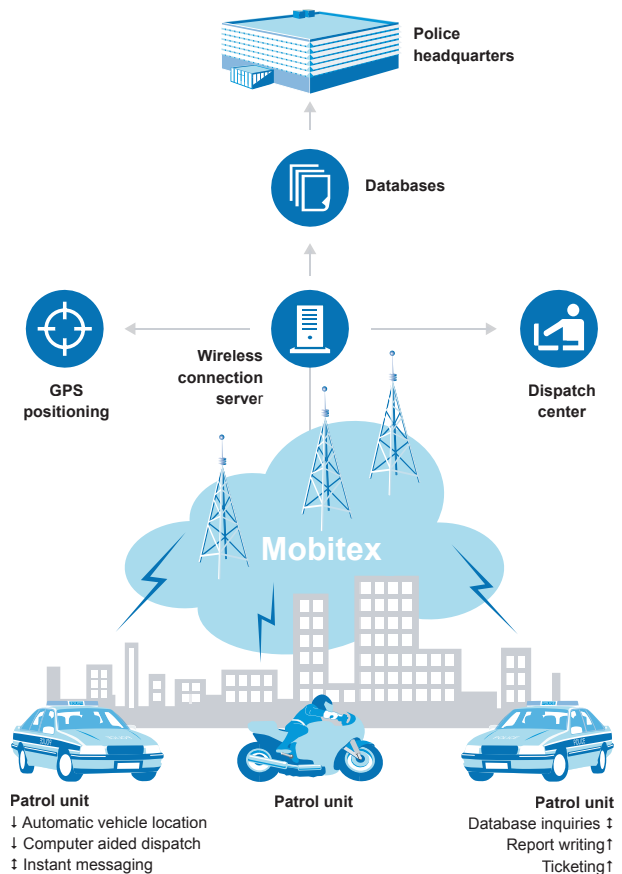 Police
headquarters
Databases
Wireless
connection
server
GPS
positioning
Dispatch
center
Mobitex
POLICE
Patrol unit
↓ Automatic vehicle location
↓ Computer aided dispatch
↕ Instant messaging
Patrol unit
Patrol unit
Database inquiries ↕
Report writing↑
Ticketing↑